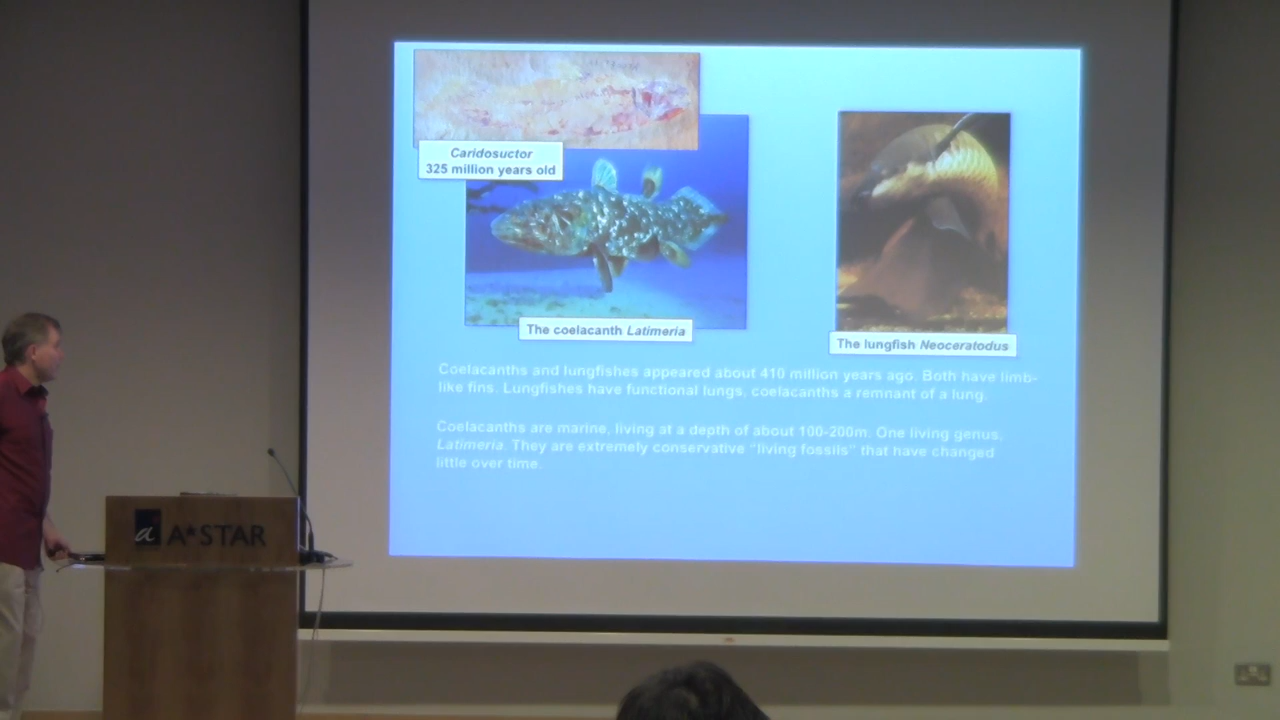 Caridosuctor
325 million years old
The coelacanth Latimeria
The lungfish Neoceratodus
Coelacanths and lungfishes appeared about 410 million years ago. Both have limb-
like fins. Lungfishes have functional lungs, coelacanths a remnant of a lung.
Coelacanths are marine, living at a depth of about 100-200m. One living genus,
Latimeria. They are extremely conservative "living fossils" that have changed
little over time.
a A*STAR